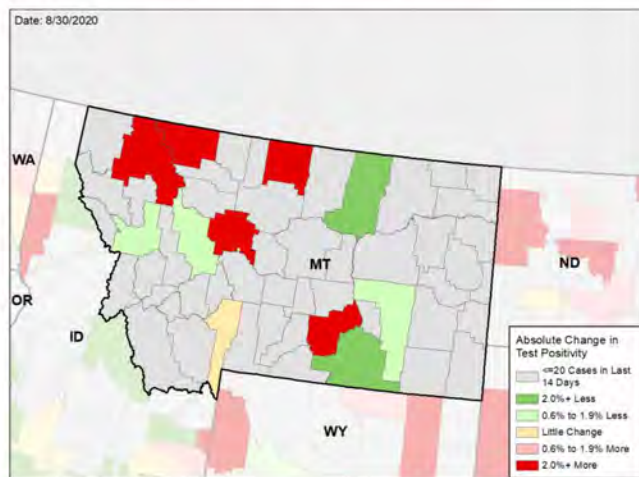 Date: 8/30/2020
WA
MT
ND
OR
ID
WY
Absolute Change in
Test Positivity
<=20 Cases in Last
14 Days
2.0%+ Less
0.6% to 1.9% Less
Little Change
0.6% to 1.9% More
2.0%+ More